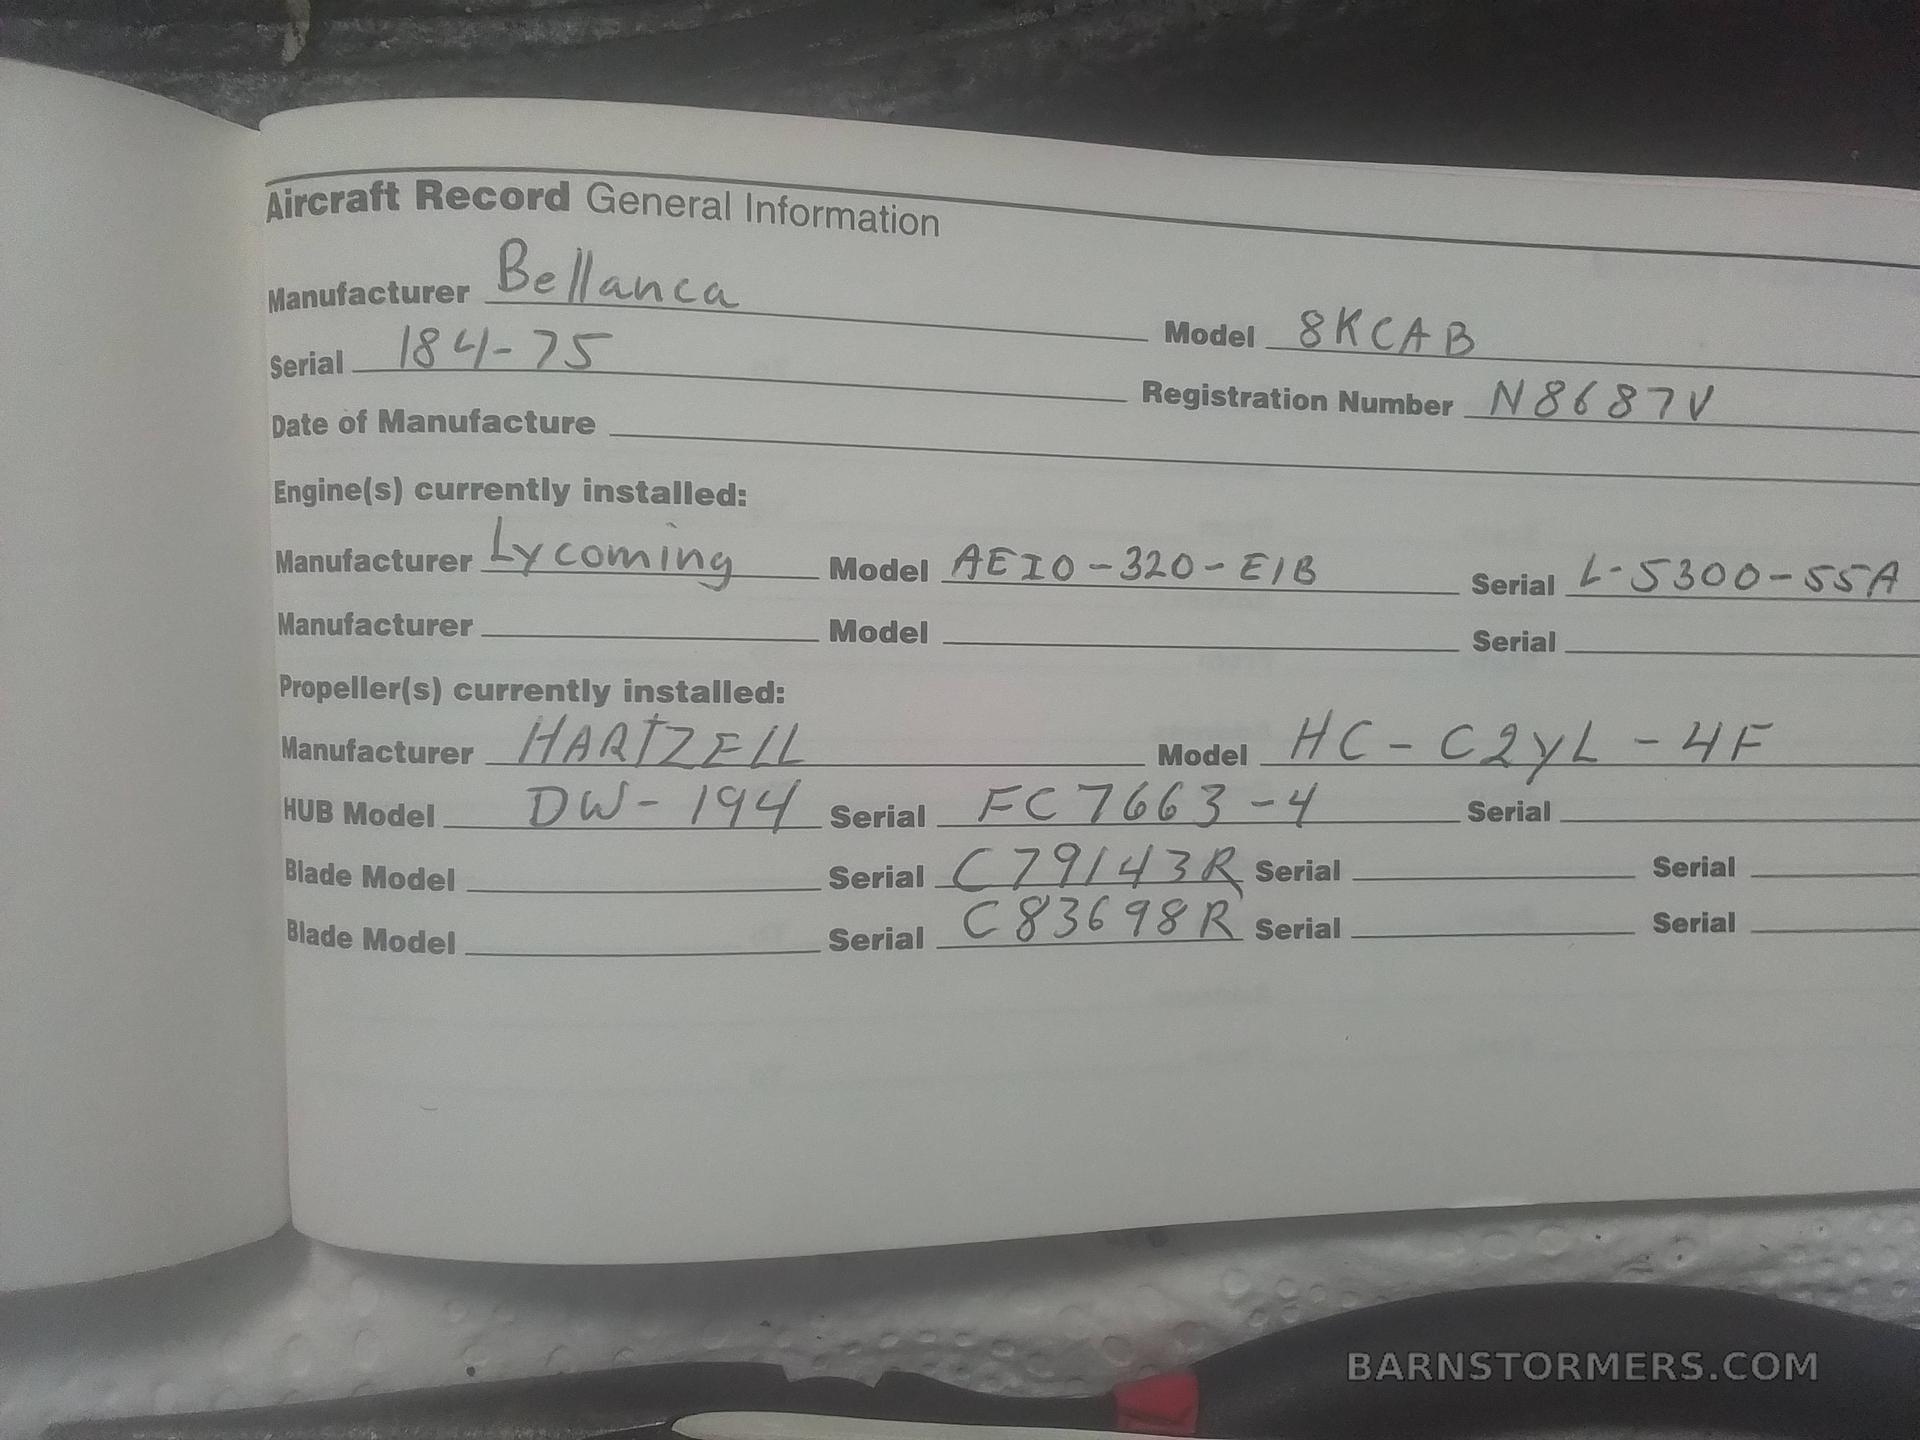 Aircraft Record General Information
Manufacturer Bellanca Model 8KCAB
Serial 184-75 Registration Number N8687V
Date of Manufacture
Engine(s) currently installed:
Manufacturer Lycoming Model AEIO-320-E1B Serial L-5300-55A
Manufacturer Model Serial
Propeller(s) currently installed:
Manufacturer HARTZELL Model HC-C2YL-4F
HUB Model DW-194 Serial FC7663-4 Serial
Blade Model Serial C79143R Serial Serial
Blade Model Serial C83698R Serial Serial
BARNSTORMERS.COM